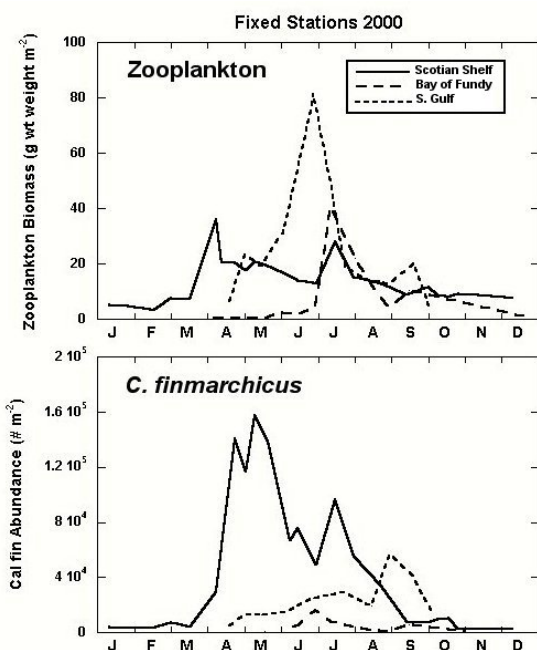 Fixed Stations 2000
Zooplankton
Scotian Shelf
Bay of Fundy
S. Gulf
Zooplankton Biomass (g wt weight m-2)
100
80
60
40
20
0
J F M A M J J A S O N D
C. finmarchicus
Cal fin Abundance (# m-2)
2 10⁵
1.6 10⁵
1.2 10⁵
8 10⁴
4 10⁴
0
J F M A M J J A S O N D